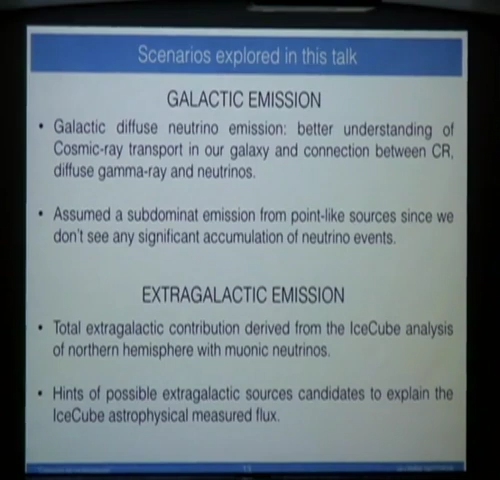 Scenarios explored in this talk
GALACTIC EMISSION
• Galactic diffuse neutrino emission: better understanding of
Cosmic-ray transport in our galaxy and connection between CR,
diffuse gamma-ray and neutrinos.
• Assumed a subdominat emission from point-like sources since we
don't see any significant accumulation of neutrino events.
EXTRAGALACTIC EMISSION
• Total extragalactic contribution derived from the IceCube analysis
of northern hemisphere with muonic neutrinos.
• Hints of possible extragalactic sources candidates to explain the
IceCube astrophysical measured flux.